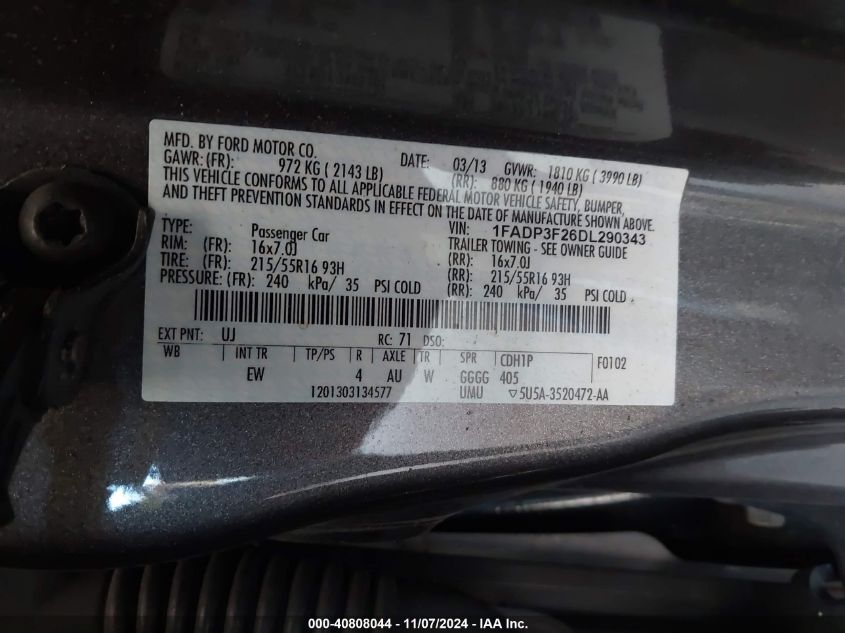 MFD. BY FORD MOTOR CO.
DATE: 03/13 GVWR: 1810 KG ( 3990 LB)
GAWR: (FR): 972 KG ( 2143 LB) (RR): 880 KG ( 1940 LB)
THIS VEHICLE CONFORMS TO ALL APPLICABLE FEDERAL MOTOR VEHICLE SAFETY, BUMPER,
AND THEFT PREVENTION STANDARDS IN EFFECT ON THE DATE OF MANUFACTURE SHOWN ABOVE.
VIN: 1FADP3F26DL290343
TYPE: Passenger Car TRAILER TOWING - SEE OWNER GUIDE
RIM: (FR): 16x7.0J (RR): 16x7.0J
TIRE: (FR): 215/55R16 93H (RR): 215/55R16 93H
PRESSURE: (FR): 240 kPa/ 35 PSI COLD (RR): 240 kPa/ 35 PSI COLD
EXT PNT: UJ RC: 71 DSO:
WB INT TR TP/PS R AXLE TR SPR CDH1P F0102
EW 4 AU W GGGG 405
1201303134577 UMU ▽5U5A-3520472-AA
000-40808044 — 11/07/2024 — IAA Inc.